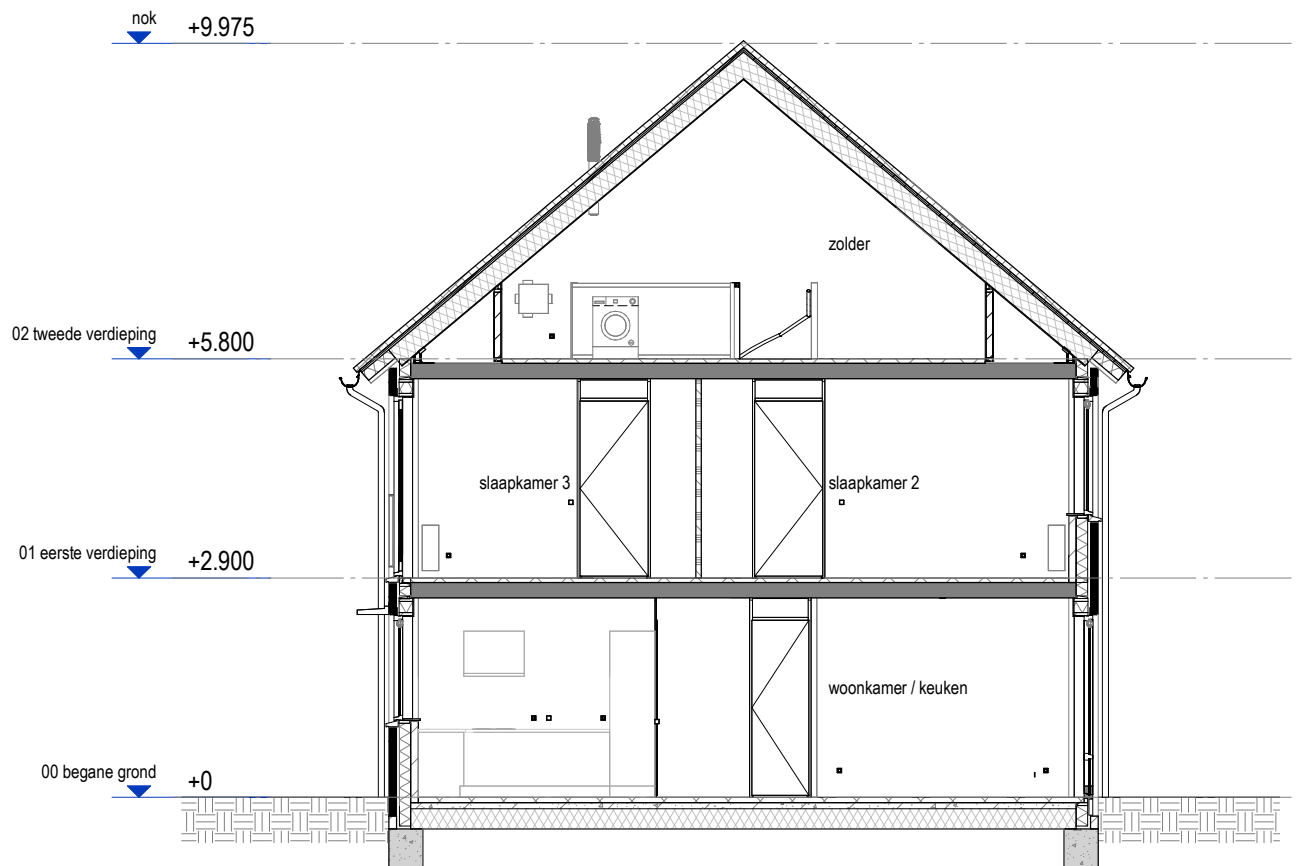 nok +9.975
zolder
02 tweede verdieping +5.800
slaapkamer 3 slaapkamer 2
01 eerste verdieping +2.900
woonkamer / keuken
00 begane grond +0